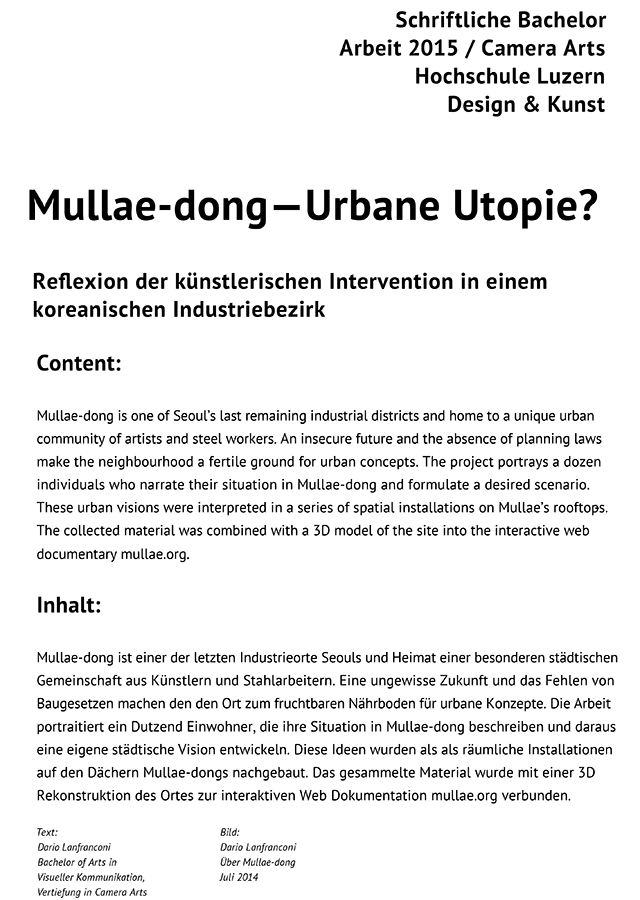 Schriftliche Bachelor
Arbeit 2015 / Camera Arts
Hochschule Luzern
Design & Kunst
Mullae-dong—Urbane Utopie?
Reflexion der künstlerischen Intervention in einem
koreanischen Industriebezirk
Content:
Mullae-dong is one of Seoul's last remaining industrial districts and home to a unique urban
community of artists and steel workers. An insecure future and the absence of planning laws
make the neighbourhood a fertile ground for urban concepts. The project portrays a dozen
individuals who narrate their situation in Mullae-dong and formulate a desired scenario.
These urban visions were interpreted in a series of spatial installations on Mullae's rooftops.
The collected material was combined with a 3D model of the site into the interactive web
documentary mullae.org.
Inhalt:
Mullae-dong ist einer der letzten Industrieorte Seouls und Heimat einer besonderen städtischen
Gemeinschaft aus Künstlern und Stahlarbeitern. Eine ungewisse Zukunft und das Fehlen von
Baugesetzen machen den den Ort zum fruchtbaren Nährboden für urbane Konzepte. Die Arbeit
portraitiert ein Dutzend Einwohner, die ihre Situation in Mullae-dong beschreiben und daraus
eine eigene städtische Vision entwickeln. Diese Ideen wurden als als räumliche Installationen
auf den Dächern Mullae-dongs nachgebaut. Das gesammelte Material wurde mit einer 3D
Rekonstruktion des Ortes zur interaktiven Web Dokumentation mullae.org verbunden.
Text:
Dario Lanfranconi
Bachelor of Arts in
Visueller Kommunikation,
Vertiefung in Camera Arts
Bild:
Dario Lanfranconi
Über Mullae-dong
Juli 2014